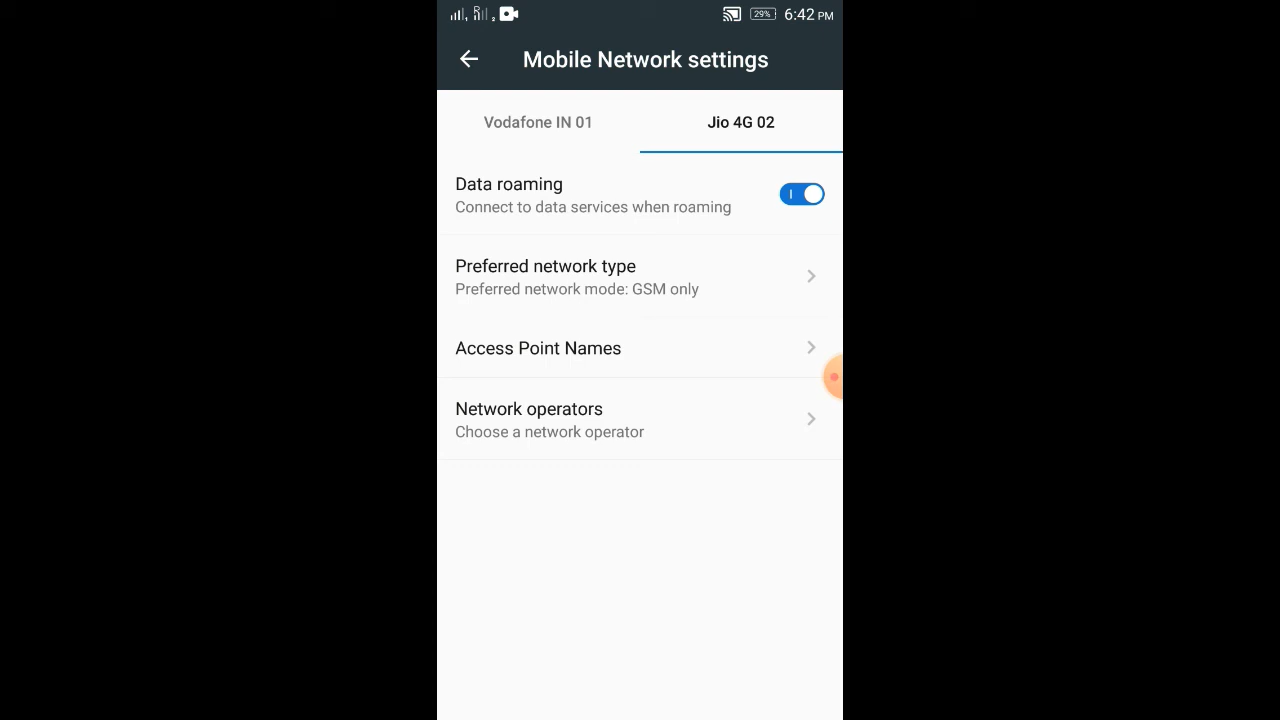 29% 6:42 PM
Mobile Network settings
Vodafone IN 01 Jio 4G 02
Data roaming
Connect to data services when roaming
Preferred network type
Preferred network mode: GSM only
Access Point Names
Network operators
Choose a network operator